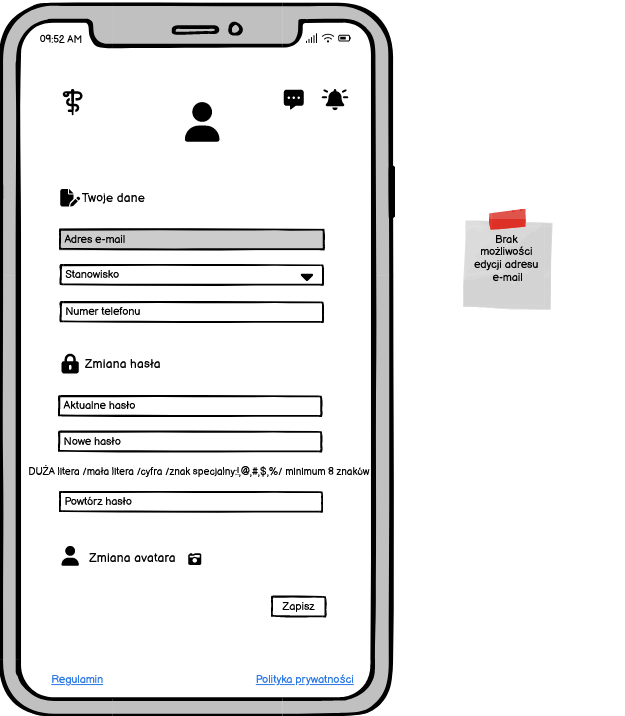 09:52 AM
Twoje dane
Adres e-mail
Stanowisko
Numer telefonu
Zmiana hasła
Aktualne hasło
Nowe hasło
DUŻA litera /mała litera /cyfra /znak specjalny:!,@,#,$,%/ minimum 8 znaków
Powtórz hasło
Zmiana avatara
Zapisz
Regulamin
Polityka prywatności
Brak
możliwości
edycji adresu
e-mail